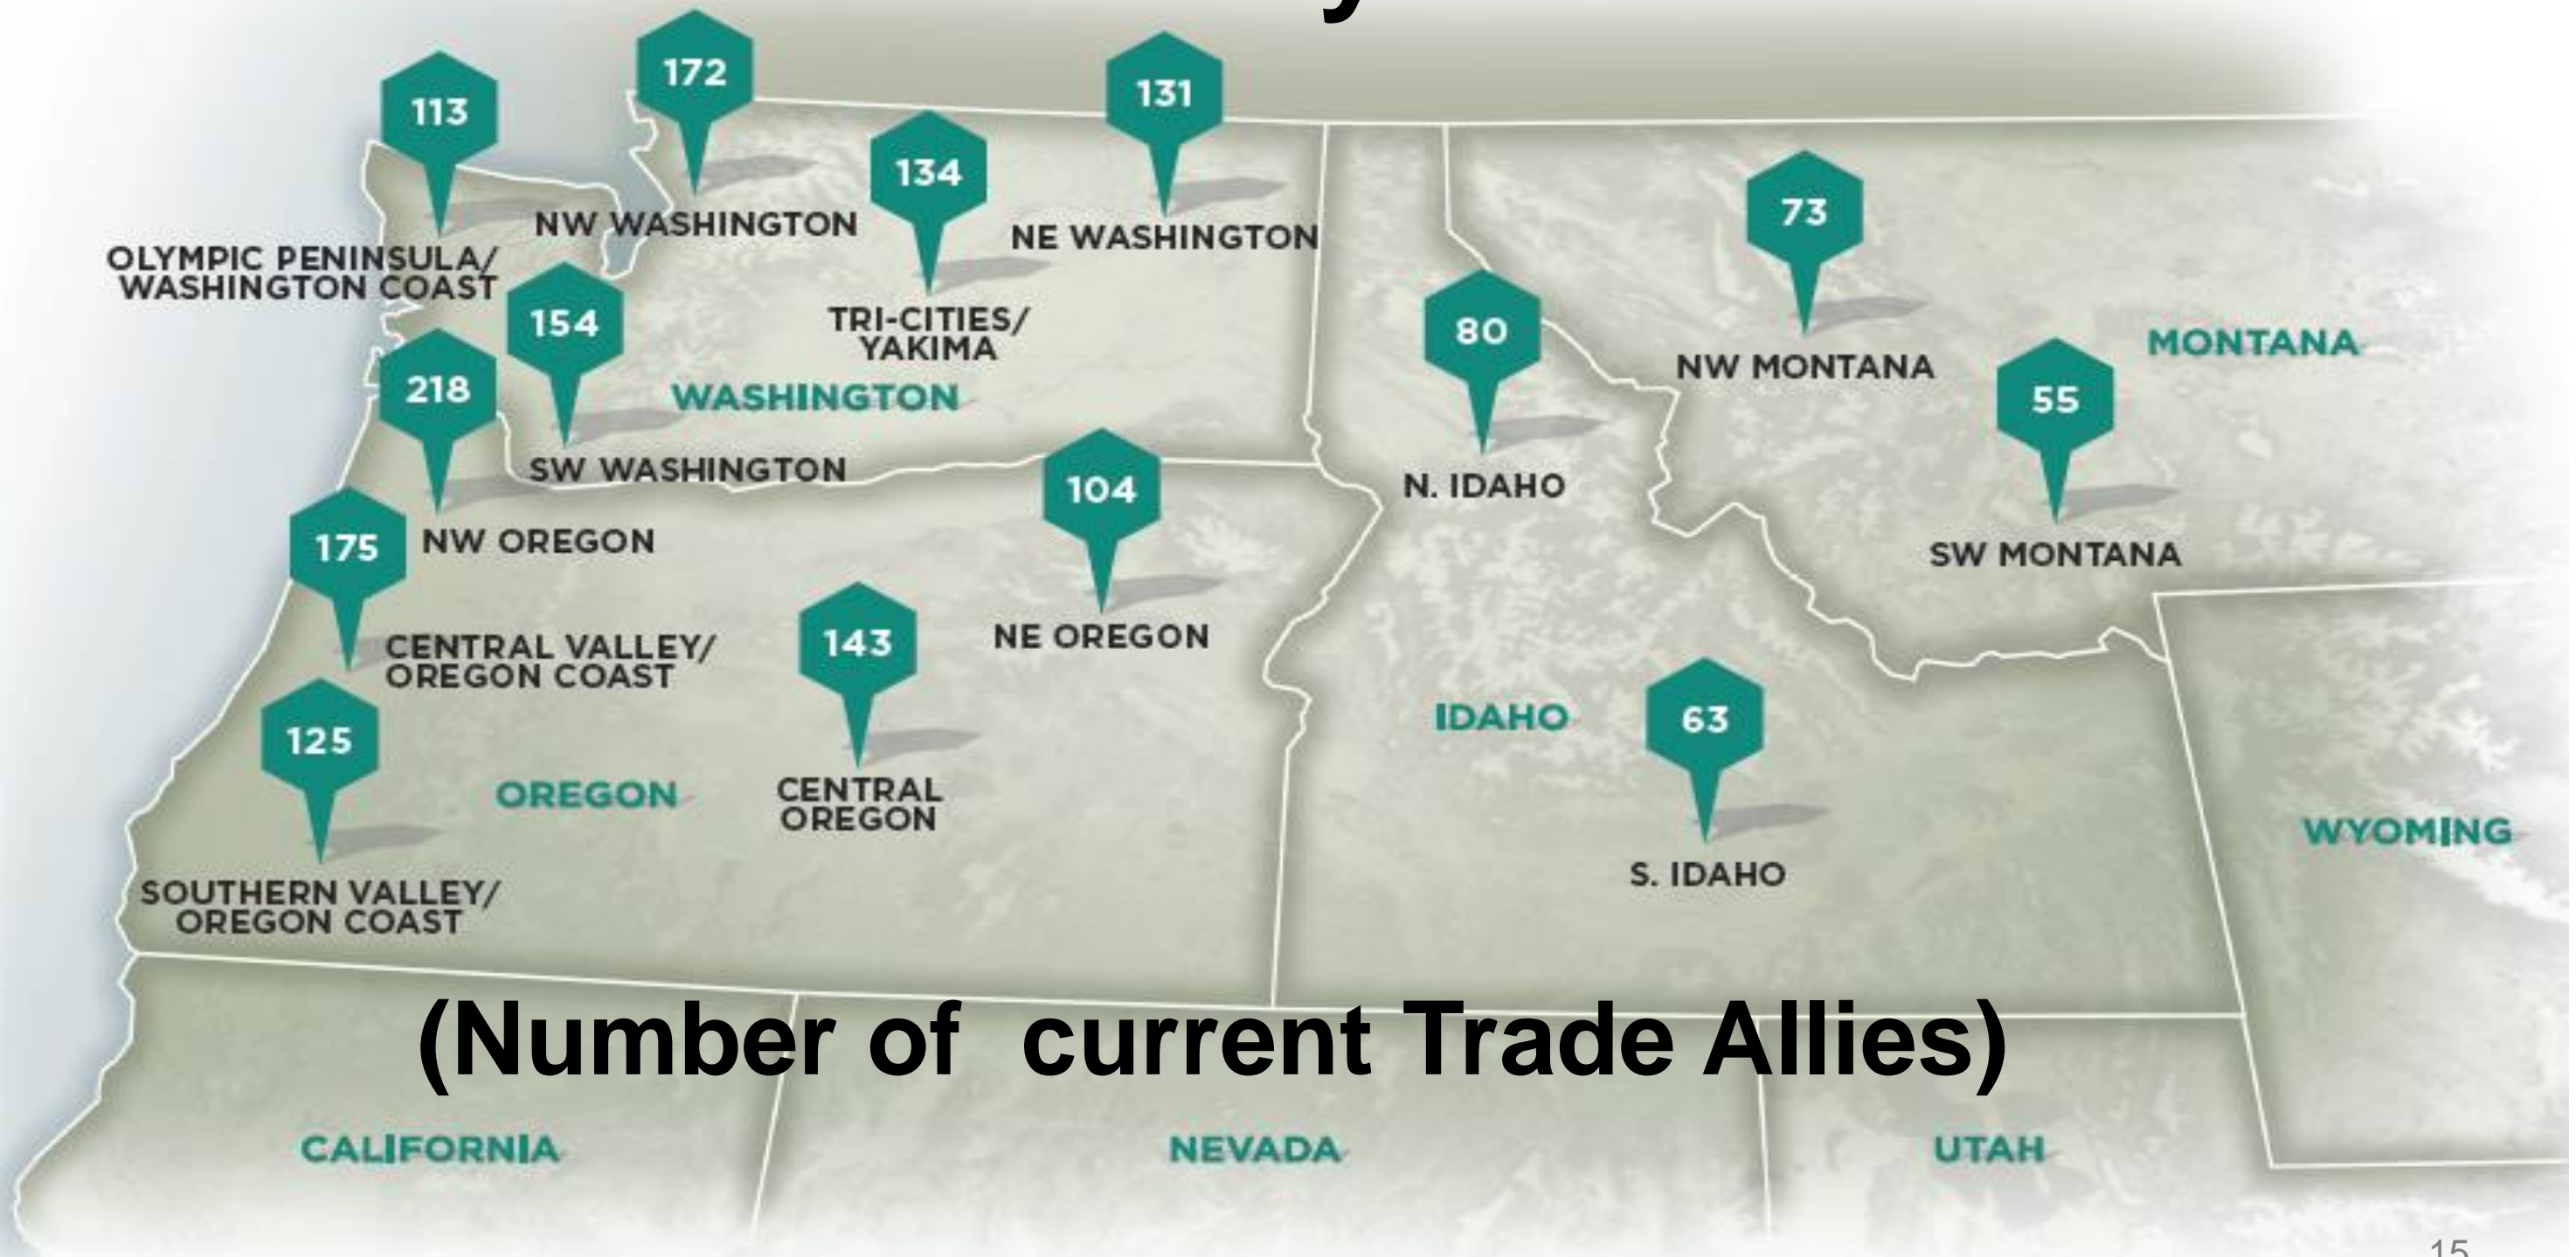 172
113
131
134
NW WASHINGTON
NE WASHINGTON
73
OLYMPIC PENINSULA/
WASHINGTON COAST
154
TRI-CITIES/
YAKIMA
80
NW MONTANA
MONTANA
218
WASHINGTON
55
SW WASHINGTON
104
N. IDAHO
175
NW OREGON
SW MONTANA
CENTRAL VALLEY/
OREGON COAST
143
NE OREGON
125
IDAHO
63
OREGON
CENTRAL
OREGON
WYOMING
SOUTHERN VALLEY/
OREGON COAST
S. IDAHO
(Number of  current Trade Allies)
CALIFORNIA
NEVADA
UTAH
15